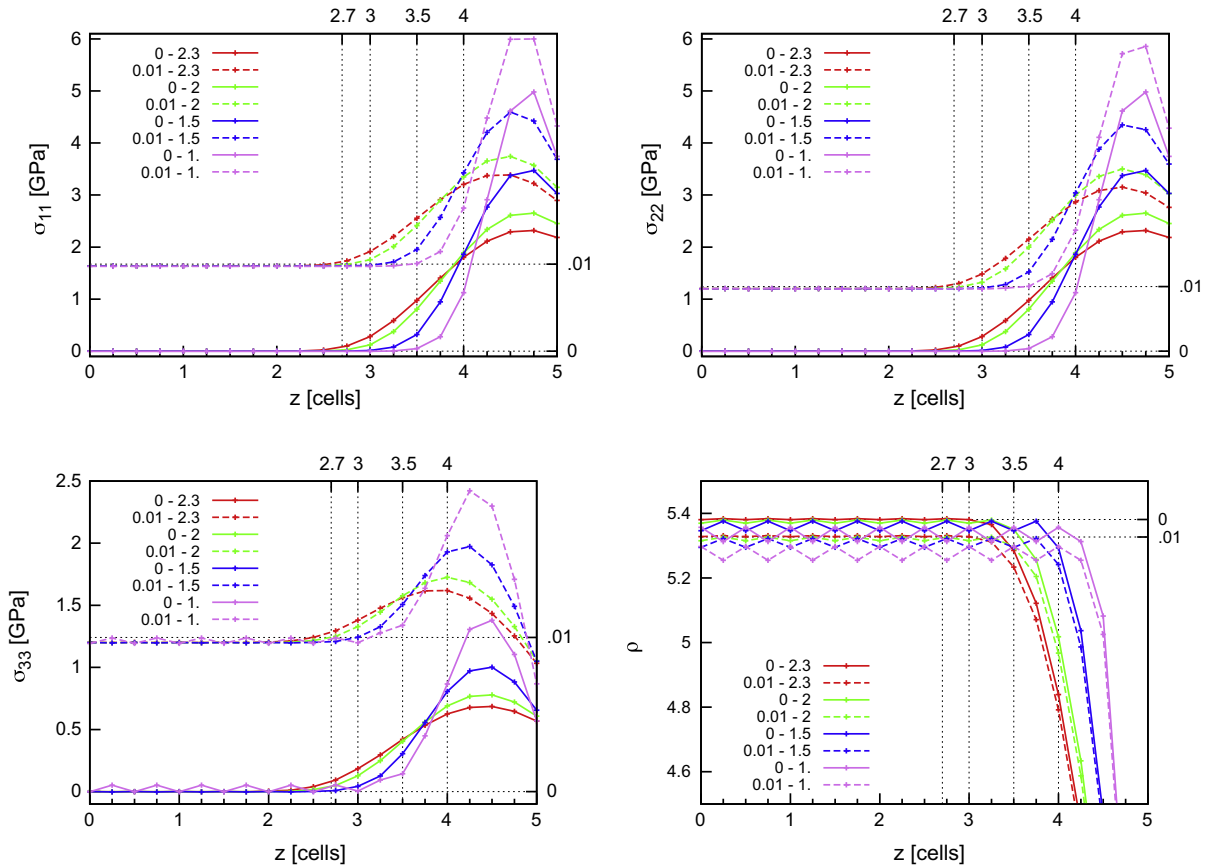 2.7 3 3.5 4
6
5
4
3
2
1
0
σ11 [GPa]
0 - 2.3
0.01 - 2.3
0 - 2
0.01 - 2
0 - 1.5
0.01 - 1.5
0 - 1.
0.01 - 1.
.01
0
0 1 2 3 4 5
z [cells]
2.7 3 3.5 4
6
5
4
3
2
1
0
σ22 [GPa]
0 - 2.3
0.01 - 2.3
0 - 2
0.01 - 2
0 - 1.5
0.01 - 1.5
0 - 1.
0.01 - 1.
.01
0
0 1 2 3 4 5
z [cells]
2.7 3 3.5 4
2.5
2
1.5
1
0.5
0
σ33 [GPa]
0 - 2.3
0.01 - 2.3
0 - 2
0.01 - 2
0 - 1.5
0.01 - 1.5
0 - 1.
0.01 - 1.
.01
0
0 1 2 3 4 5
z [cells]
2.7 3 3.5 4
5.4
5.2
5
4.8
4.6
ρ
0
.01
0 - 2.3
0.01 - 2.3
0 - 2
0.01 - 2
0 - 1.5
0.01 - 1.5
0 - 1.
0.01 - 1.
0 1 2 3 4 5
z [cells]